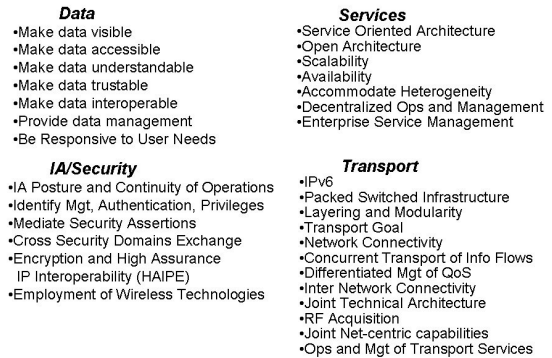 Data
•Make data visible
•Make data accessible
•Make data understandable
•Make data trustable
•Make data interoperable
•Provide data management
•Be Responsive to User Needs
Services
•Service Oriented Architecture
•Open Architecture
•Scalability
•Availability
•Accommodate Heterogeneity
•Decentralized Ops and Management
•Enterprise Service Management
IA/Security
•IA Posture and Continuity of Operations
•Identify Mgt, Authentication, Privileges
•Mediate Security Assertions
•Cross Security Domains Exchange
•Encryption and High Assurance
IP Interoperability (HAIPE)
•Employment of Wireless Technologies
Transport
•IPv6
•Packed Switched Infrastructure
•Layering and Modularity
•Transport Goal
•Network Connectivity
•Concurrent Transport of Info Flows
•Differentiated Mgt of QoS
•Inter Network Connectivity
•Joint Technical Architecture
•RF Acquisition
•Joint Net-centric capabilities
•Ops and Mgt of Transport Services